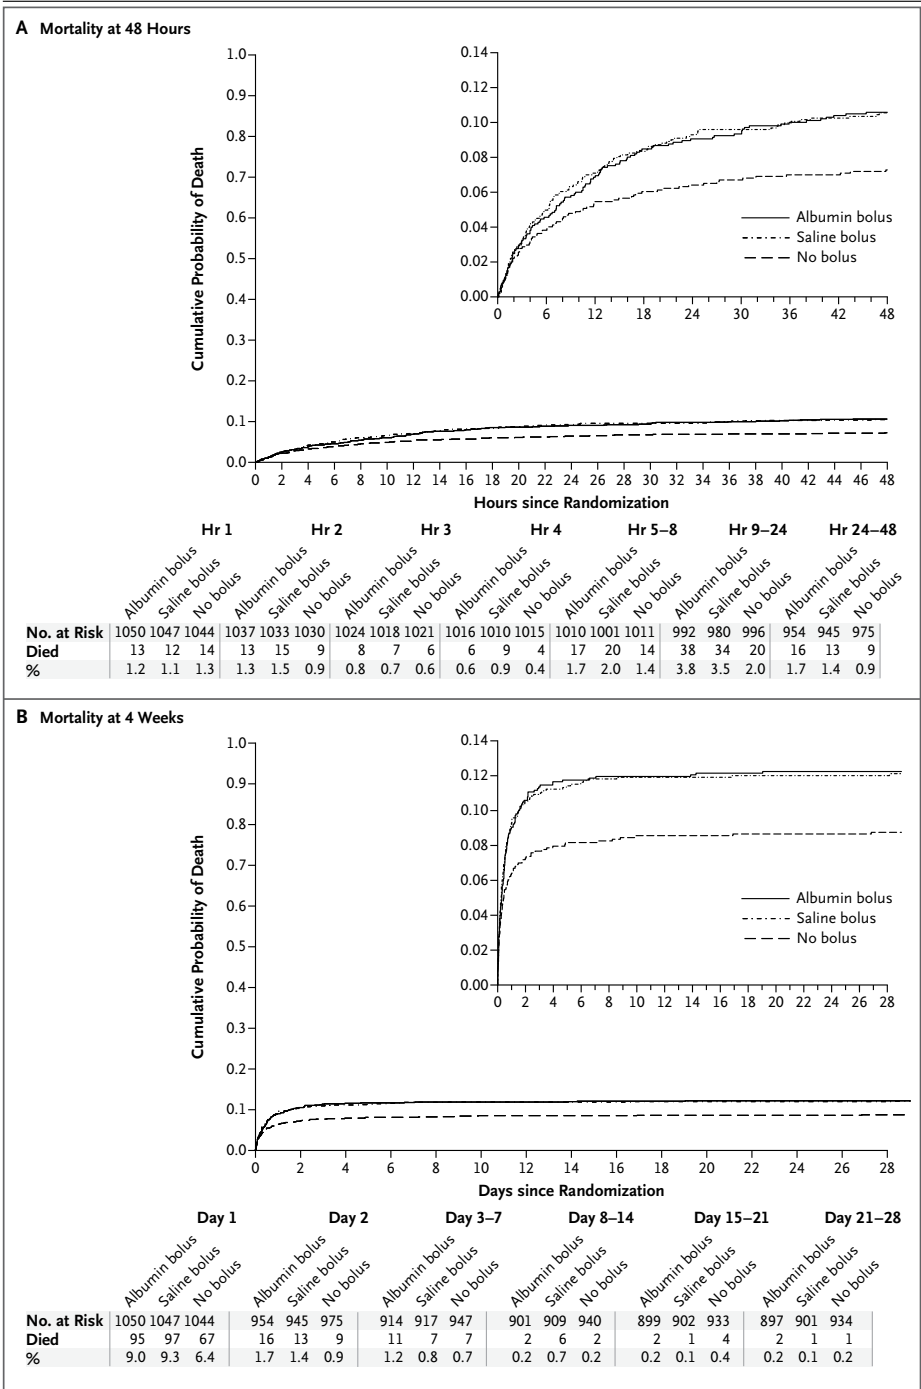 A Mortality at 48 Hours
Cumulative Probability of Death
1.0
0.9
0.8
0.7
0.6
0.5
0.4
0.3
0.2
0.1
0.0
0 2 4 6 8 10 12 14 16 18 20 22 24 26 28 30 32 34 36 38 40 42 44 46 48
Hours since Randomization
0.14
0.12
0.10
0.08
0.06
0.04
0.02
0.00
0 6 12 18 24 30 36 42 48
Albumin bolus
Saline bolus
No bolus
Hr 1 Hr 2 Hr 3 Hr 4 Hr 5–8 Hr 9–24 Hr 24–48
Albumin bolus Saline bolus No bolus Albumin bolus Saline bolus No bolus Albumin bolus Saline bolus No bolus Albumin bolus Saline bolus No bolus Albumin bolus Saline bolus No bolus Albumin bolus Saline bolus No bolus Albumin bolus Saline bolus No bolus
No. at Risk 1050 1047 1044 1037 1033 1030 1024 1018 1021 1016 1010 1015 1010 1001 1011 992 980 996 954 945 975
Died 13 12 14 13 15 9 8 7 6 6 9 4 17 20 14 38 34 20 16 13 9
% 1.2 1.1 1.3 1.3 1.5 0.9 0.8 0.7 0.6 0.6 0.9 0.4 1.7 2.0 1.4 3.8 3.5 2.0 1.7 1.4 0.9
B Mortality at 4 Weeks
Cumulative Probability of Death
1.0
0.9
0.8
0.7
0.6
0.5
0.4
0.3
0.2
0.1
0.0
0 2 4 6 8 10 12 14 16 18 20 22 24 26 28
Days since Randomization
0.14
0.12
0.10
0.08
0.06
0.04
0.02
0.00
0 2 4 6 8 10 12 14 16 18 20 22 24 26 28
Albumin bolus
Saline bolus
No bolus
Day 1 Day 2 Day 3–7 Day 8–14 Day 15–21 Day 21–28
Albumin bolus Saline bolus No bolus Albumin bolus Saline bolus No bolus Albumin bolus Saline bolus No bolus Albumin bolus Saline bolus No bolus Albumin bolus Saline bolus No bolus Albumin bolus Saline bolus No bolus
No. at Risk 1050 1047 1044 954 945 975 914 917 947 901 909 940 899 902 933 897 901 934
Died 95 97 67 16 13 9 11 7 7 2 6 2 2 1 4 2 1 1
% 9.0 9.3 6.4 1.7 1.4 0.9 1.2 0.8 0.7 0.2 0.7 0.2 0.2 0.1 0.4 0.2 0.1 0.2